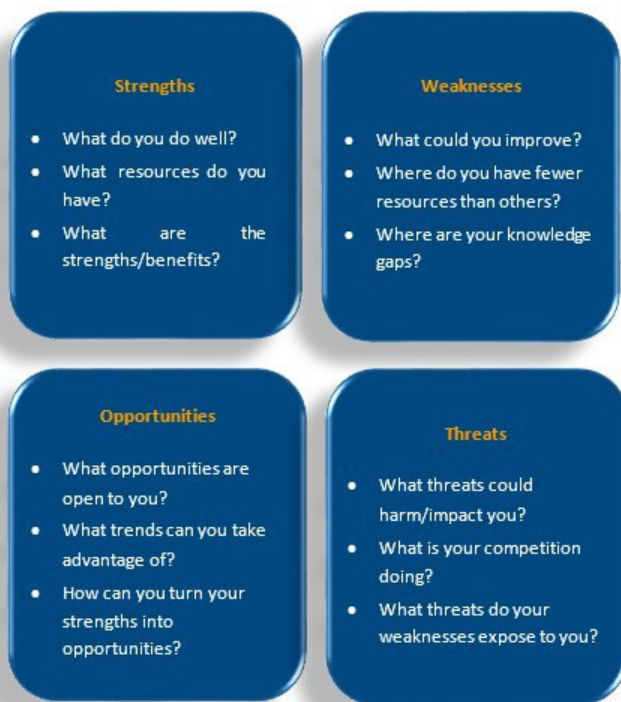 Strengths
• What do you do well?
• What resources do you
have?
• What are the
strengths/benefits?
Weaknesses
• What could you improve?
• Where do you have fewer
resources than others?
• Where are your knowledge
gaps?
Opportunities
• What opportunities are
open to you?
• What trends can you take
advantage of?
• How can you turn your
strengths into
opportunities?
Threats
• What threats could
harm/impact you?
• What is your competition
doing?
• What threats do your
weaknesses expose to you?